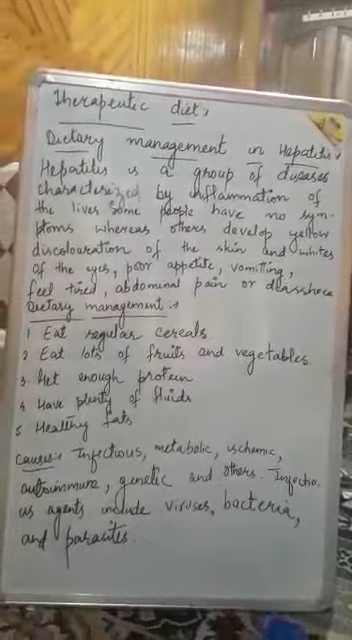 Therapeutic diet,
Dietary management in Hepatitis,
Hepatitis is a group of diseases
characterized by inflammation of
the lives some people have no sym-
ptoms whereas others develop yellow
discolouration of the skin and whites
of the eyes, poor appetite, vomitting,
feel tired, abdominal pain or
Dietary management :
1 Eat regular cereals.
2 Eat lots of fruits and vegetables
3. Het enough protein
4 Have plenty of fluids
5 Healthy fats
Causes: Infectious, metabolic, ischemic,
autoimmune, genetic and others. Infectio-
us agents include viruses, bacteria,
and parasites.